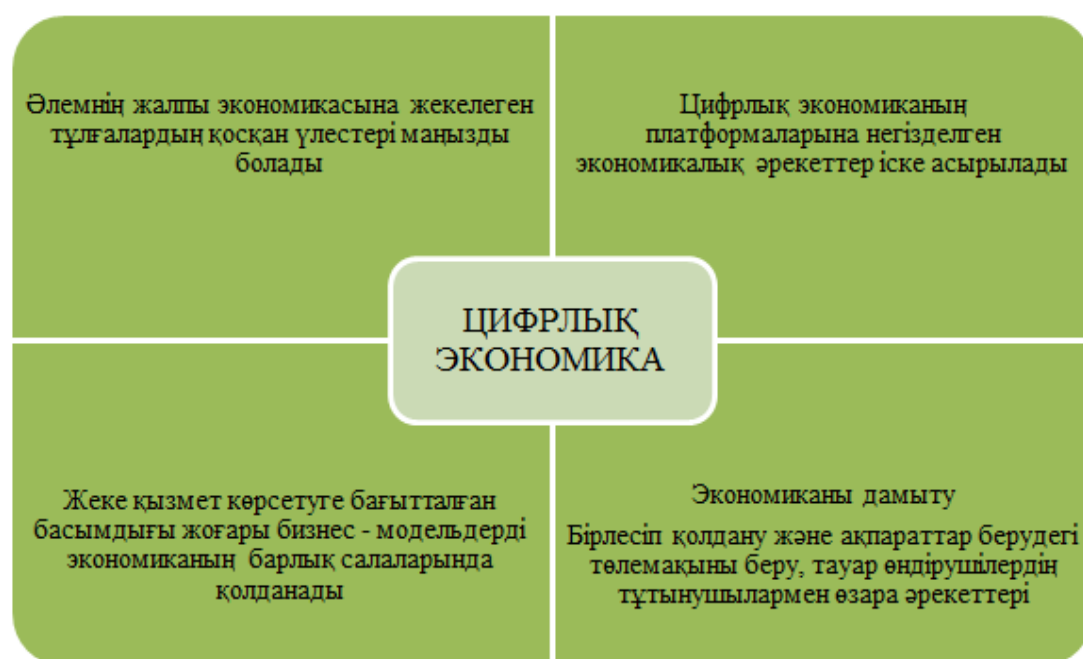 Әлемнің жалпы экономикасына жекелеген
тұлғалардың қосқан үлестері маңызды
болады
Цифрлық экономиканың
платформаларына негізделген
экономикалық әрекеттер іске асырылады
ЦИФРЛЫҚ
ЭКОНОМИКА
Жеке қызмет көрсетуге бағытталған
басымдығы жоғары бизнес - модельдерді
экономиканың барлық салаларында
қолданады
Экономиканы дамыту
Бірлесіп қолдану және ақпараттар берудегі
төлемақыны беру, тауар өндірушілердің
тұтынушылармен өзара әрекеттері